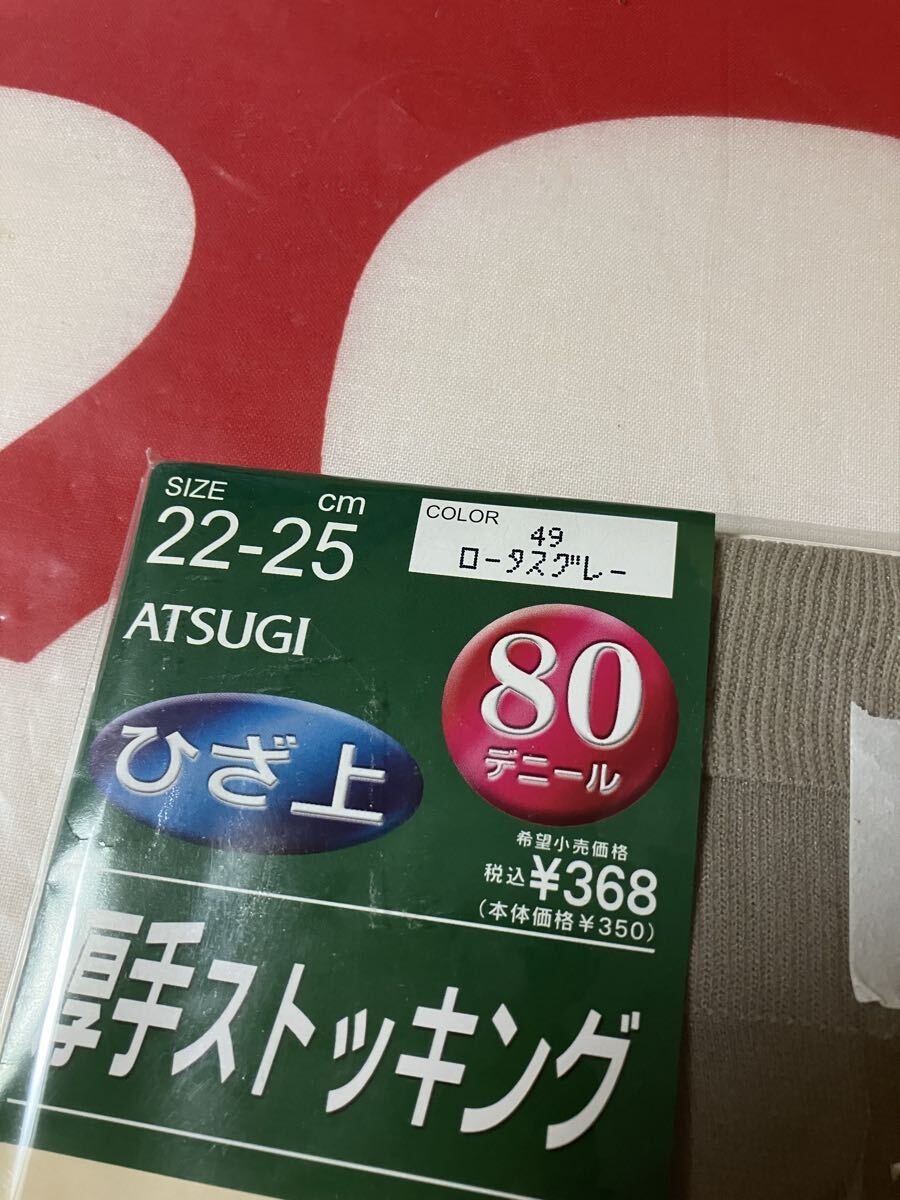 SIZE
22-25 cm
COLOR
49
ロータスグレー
ATSUGI
80
デニール
ひざ上
希望小売価格
税込¥368
(本体価格¥350)
厚手ストッキング